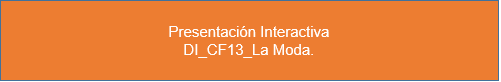 Presentación Interactiva
DI_CF13_La Moda.